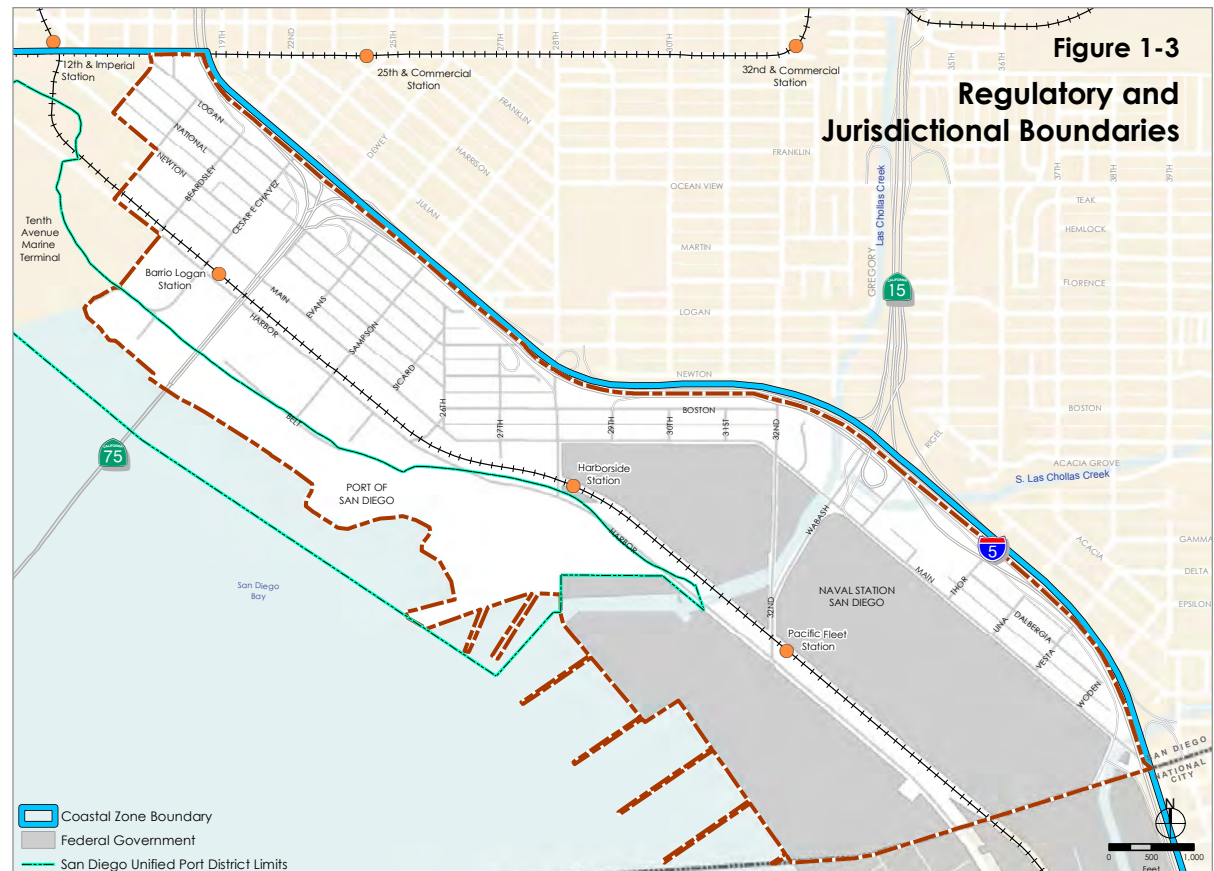 Figure 1-3
Regulatory and
Jurisdictional Boundaries
19TH
22ND
25TH
27TH
28TH
30TH
35TH
36TH
12th & Imperial
Station
25th & Commercial
Station
32nd & Commercial
Station
LOGAN
NATIONAL
NEWTON
BEARDSLEY
CESAR E CHAVEZ
DEWEY
FRANKLIN
HARRISON
JULIAN
FRANKLIN
OCEAN VIEW
MARTIN
LOGAN
NEWTON
Las Chollas Creek
GREGORY
CALIFORNIA
15
37TH
38TH
39TH
TEAK
HEMLOCK
FLORENCE
BOSTON
Tenth
Avenue
Marine
Terminal
Barrio Logan
Station
MAIN
EVANS
HARBOR
SAMPSON
SICARD
BELT
26TH
27TH
BOSTON
29TH
30TH
31ST
32ND
RIGEL
ACACIA GROVE
S. Las Chollas Creek
CALIFORNIA
75
PORT OF
SAN DIEGO
Harborside
Station
HARBOR
WABASH
5
ACACIA
GAMMA
DELTA
EPSILON
San Diego
Bay
NAVAL STATION
SAN DIEGO
MAIN
THOR
UNA
DALBERGIA
VESTA
WODEN
32ND
Pacific Fleet
Station
SAN DIEGO
NATIONAL
CITY
Coastal Zone Boundary
Federal Government
San Diego Unified Port District Limits
N
0 500 1,000
Feet